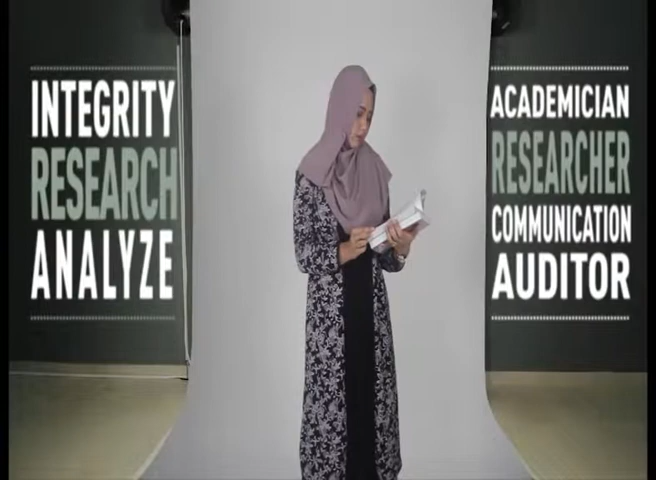 INTEGRITY
RESEARCH
ANALYZE
ACADEMICIAN
RESEARCHER
COMMUNICATION
AUDITOR